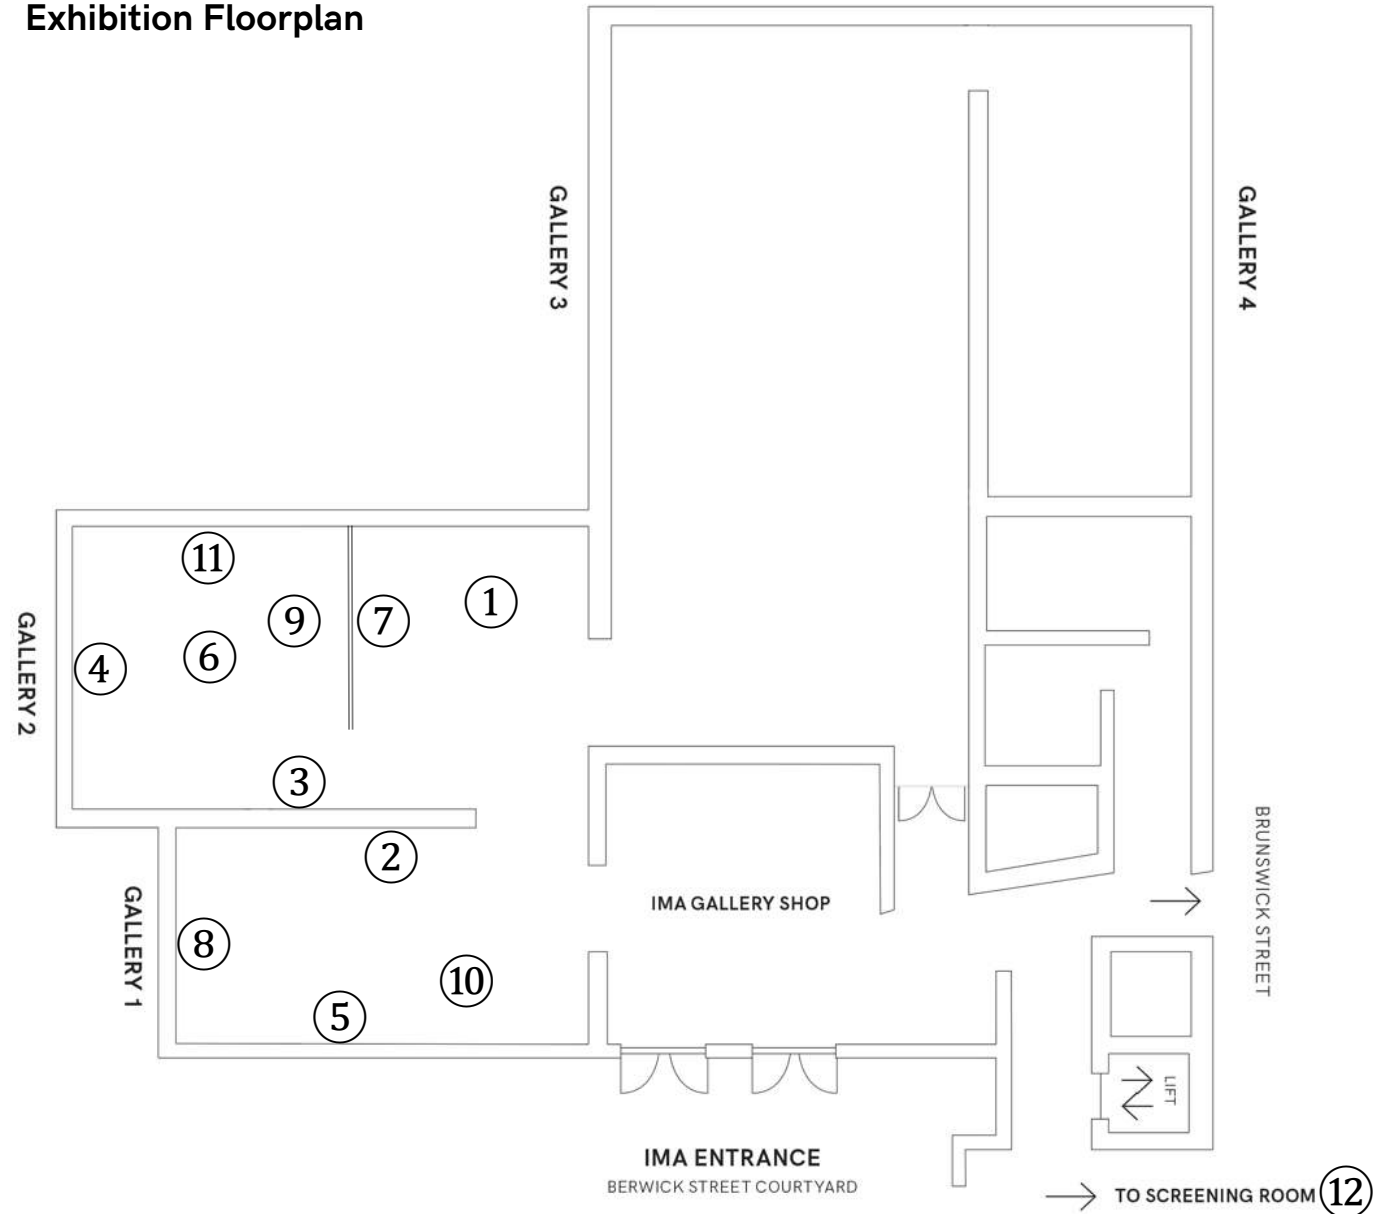 Exhibition Floorplan
GALLERY 3
GALLERY 4
11
1
9
7
6
4
GALLERY 2
3
2
BRUNSWICK STREET
GALLERY 1
IMA GALLERY SHOP
8
10
5
LIFT
IMA ENTRANCE
BERWICK STREET COURTYARD
TO SCREENING ROOM 12